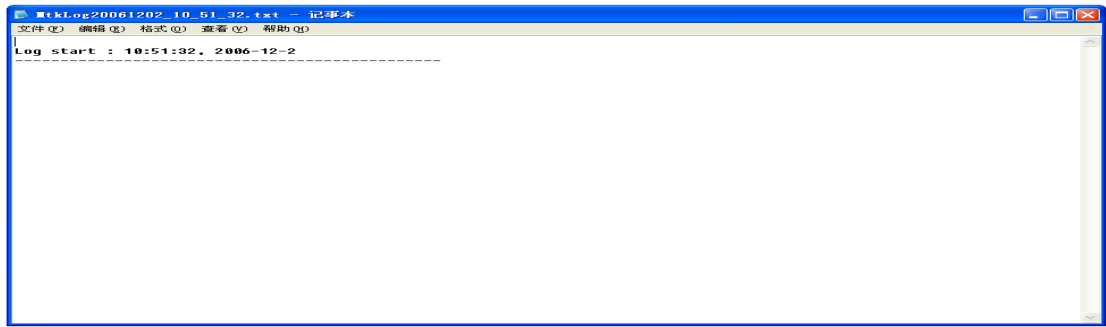 MtkLog20061202_10_51_32.txt - 记事本
文件(F) 编辑(E) 格式(O) 查看(V) 帮助(H)
Log start : 10:51:32, 2006-12-2
-----------------------------------------------